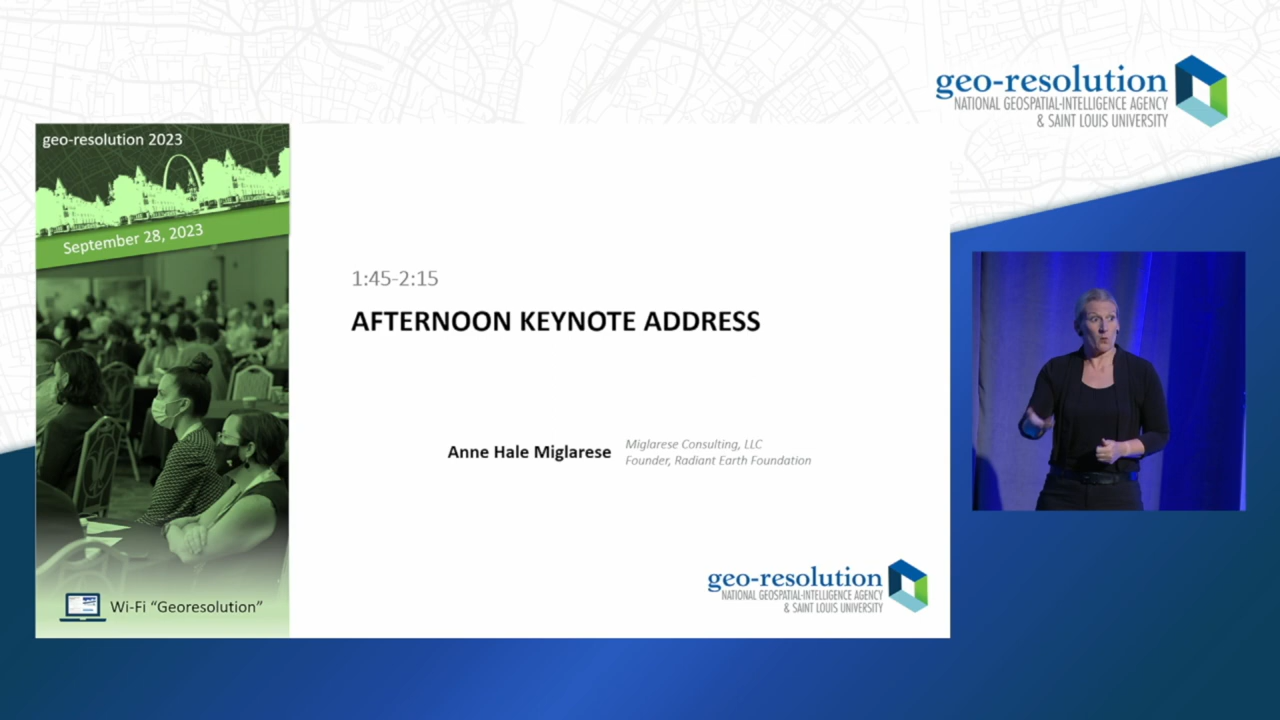 geo-resolution
NATIONAL GEOSPATIAL-INTELLIGENCE AGENCY
& SAINT LOUIS UNIVERSITY
geo-resolution 2023
September 28, 2023
1:45-2:15
AFTERNOON KEYNOTE ADDRESS
Anne Hale Miglarese
Miglarese Consulting, LLC
Founder, Radiant Earth Foundation
geo-resolution
NATIONAL GEOSPATIAL-INTELLIGENCE AGENCY
& SAINT LOUIS UNIVERSITY
Wi-Fi “Georesolution”